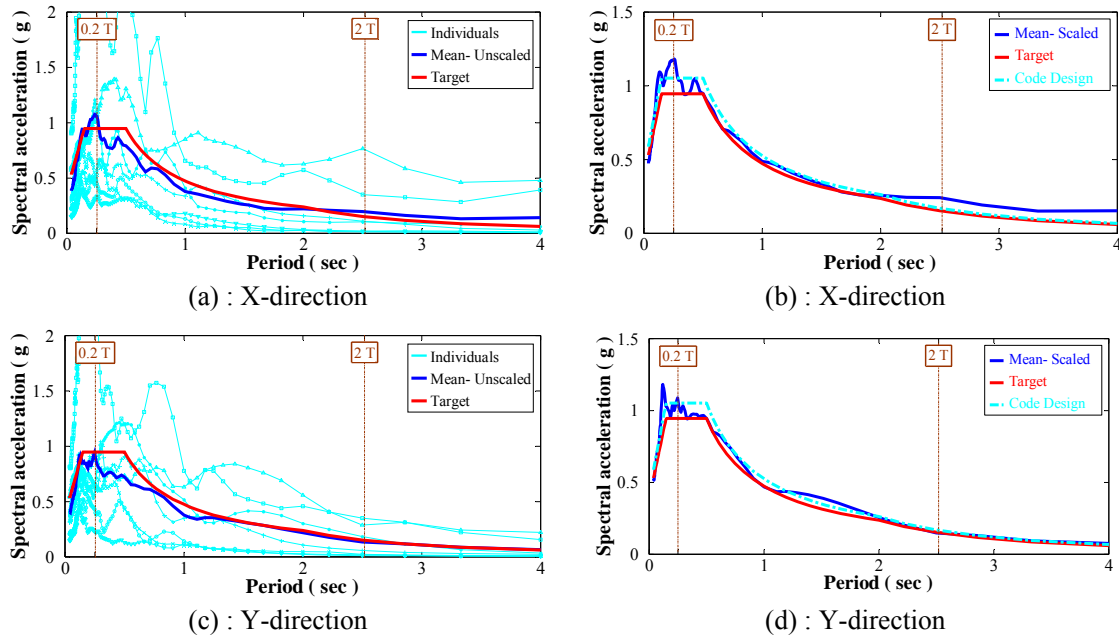 Spectral acceleration ( g )
2
1.5
1
0.5
0
0.2 T
2 T
Individuals
Mean- Unscaled
Target
0 1 2 3 4
Period ( sec )
(a) : X-direction
Spectral acceleration ( g )
1.5
1
0.5
0
0.2 T
2 T
Mean- Scaled
Target
Code Design
0 1 2 3 4
Period ( sec )
(b) : X-direction
Spectral acceleration ( g )
2
1.5
1
0.5
0
0.2 T
2 T
Individuals
Mean- Unscaled
Target
0 1 2 3 4
Period ( sec )
(c) : Y-direction
Spectral acceleration ( g )
1.5
1
0.5
0
0.2 T
2 T
Mean- Scaled
Target
Code Design
0 1 2 3 4
Period ( sec )
(d) : Y-direction